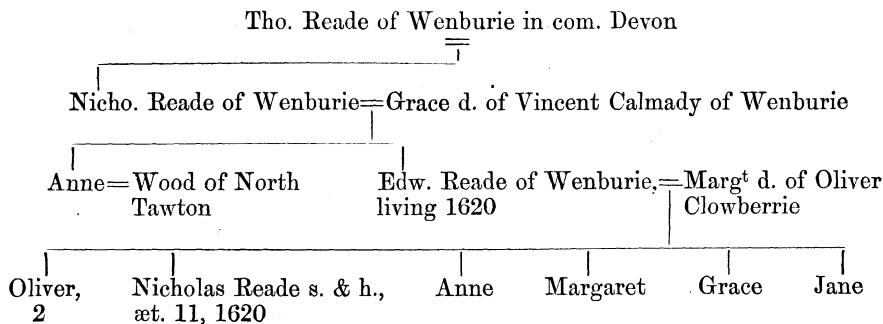 Tho. Reade of Wenburie in com. Devon
Nicho. Reade of Wenburie=Grace d. of Vincent Calmady of Wenburie
Anne=Wood of North Tawton
Edw. Reade of Wenburie, living 1620
=Margᵗ d. of Oliver Clowberrie
Oliver, 2
Nicholas Reade s. & h., æt. 11, 1620
Anne
Margaret
Grace
Jane